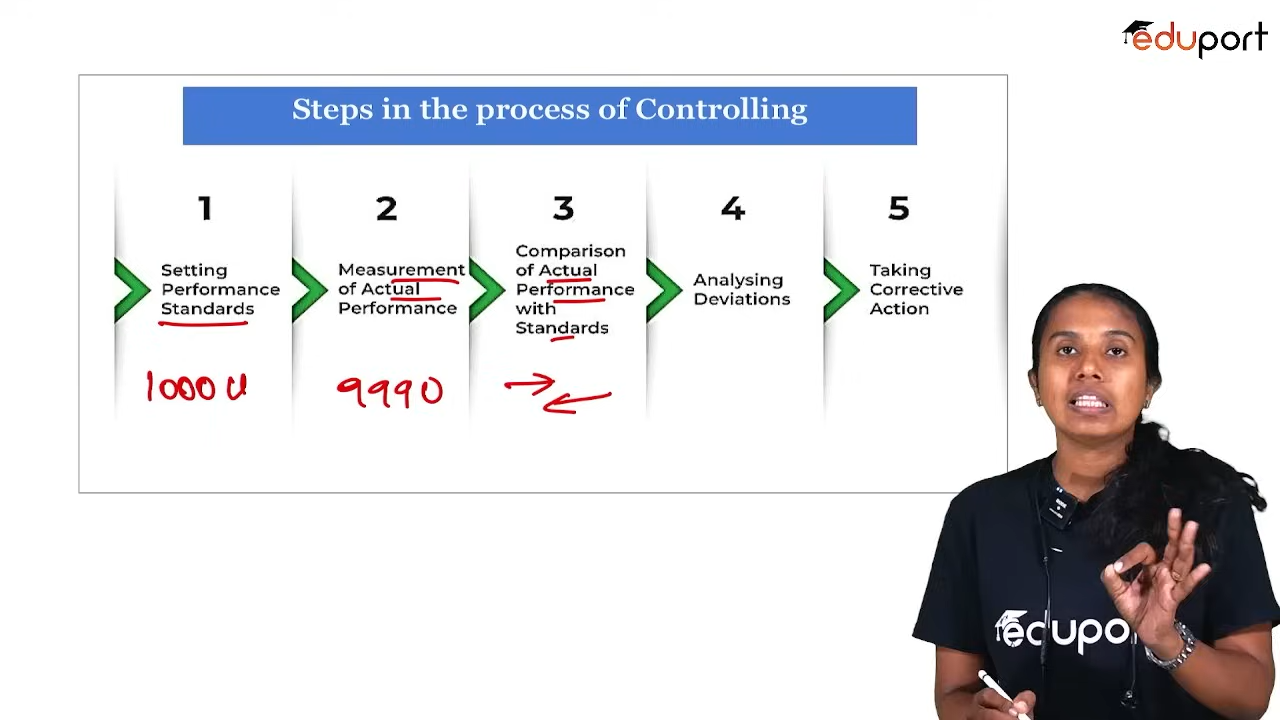 eduport
Steps in the process of Controlling
1
Setting
Performance
Standards
1000 U
2
Measurement
of Actual
Performance
9990
3
Comparison
of Actual
Performance
with
Standards
4
Analysing
Deviations
5
Taking
Corrective
Action
edupo